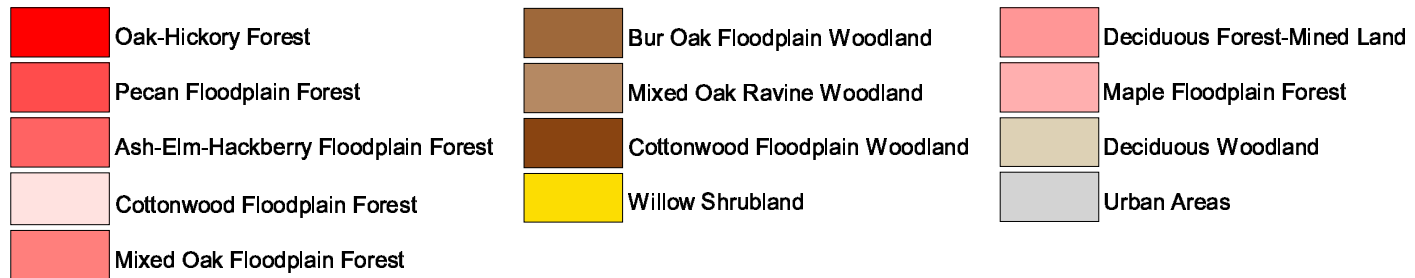 Oak-Hickory Forest
Pecan Floodplain Forest
Ash-Elm-Hackberry Floodplain Forest
Cottonwood Floodplain Forest
Mixed Oak Floodplain Forest
Bur Oak Floodplain Woodland
Mixed Oak Ravine Woodland
Cottonwood Floodplain Woodland
Willow Shrubland
Deciduous Forest-Mined Land
Maple Floodplain Forest
Deciduous Woodland
Urban Areas